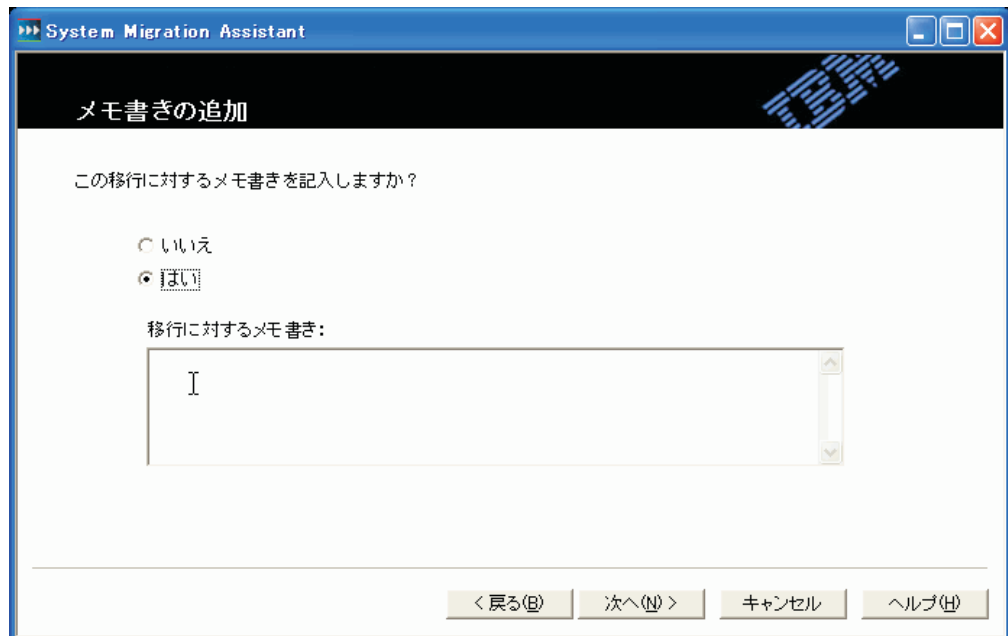 System Migration Assistant
IBM
メモ書きの追加
この移行に対するメモ書きを記入しますか？
いいえ
はい
移行に対するメモ書き：
< 戻る(B)
次へ(N) >
キャンセル
ヘルプ(H)